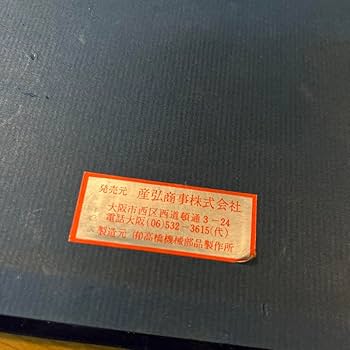 発売元 産弘商事株式会社
大阪市西区西道頓通3-24
電話大阪(06)532-3615(代)
製造元 ㈲高橋機械部品製作所